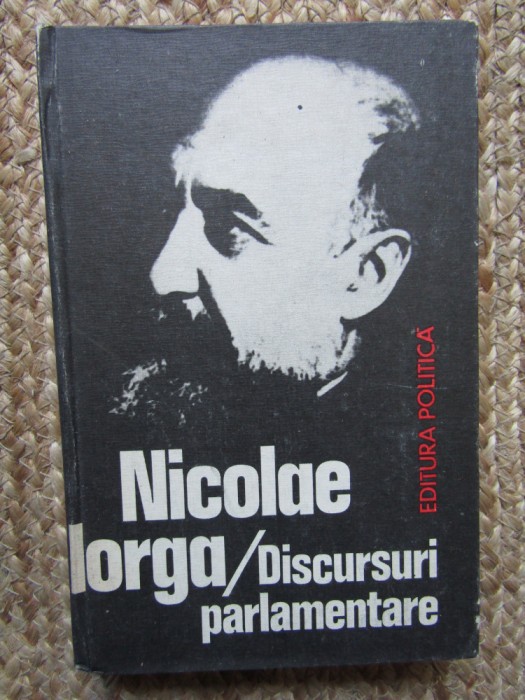 Nicolae
Iorga/Discursuri
parlamentare
EDITURA POLITICĂ